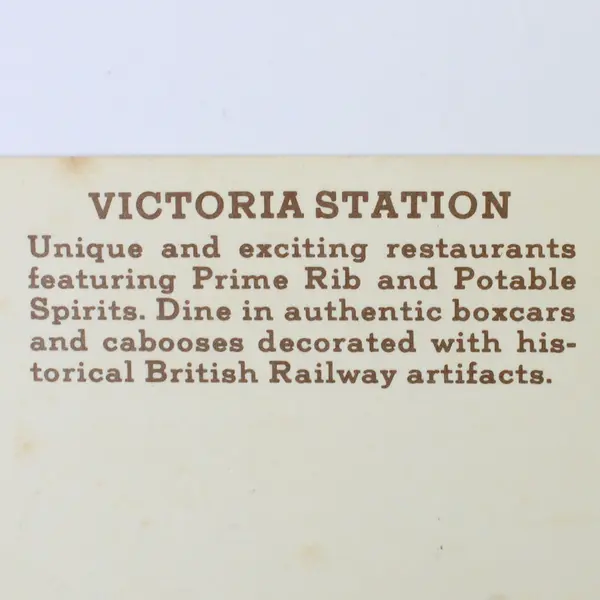 VICTORIA STATION
Unique and exciting restaurants
featuring Prime Rib and Potable
Spirits. Dine in authentic boxcars
and cabooses decorated with his-
torical British Railway artifacts.